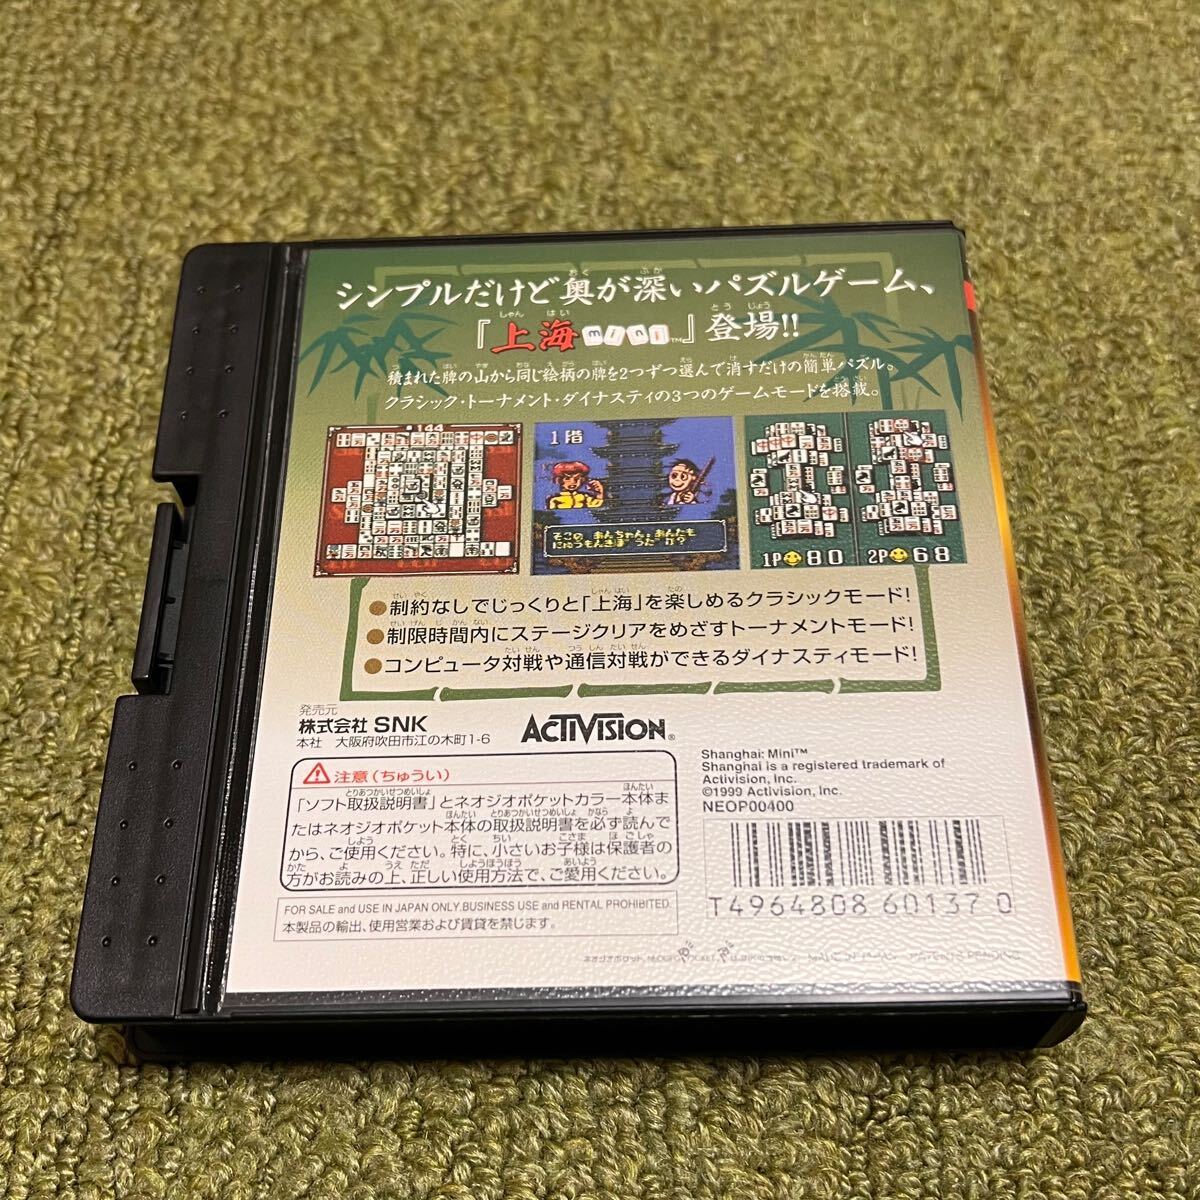 シンプルだけど奥が深いパズルゲーム、
『上海mini™』登場!!
積まれた牌の山から同じ絵柄の牌を2つずつ選んで消すだけの簡単パズル。
クラシック・トーナメント・ダイナスティの3つのゲームモードを搭載。
144
1階
そこの、あんちゃん。あんたも
1P 80 2P 68
●制約なしでじっくりと「上海」を楽しめるクラシックモード!
●制限時間内にステージクリアをめざすトーナメントモード!
●コンピュータ対戦や通信対戦ができるダイナスティモード!
発売元
株式会社 SNK
本社 大阪府吹田市江の木町1-6
ACTIVISION®
⚠注意(ちゅうい)
「ソフト取扱説明書」とネオジオポケットカラー本体ま
たはネオジオポケット本体の取扱説明書を必ず読んで
から、ご使用ください。特に、小さいお子様は保護者の
方がお読みの上、正しい使用方法で、ご愛用ください。
FOR SALE and USE IN JAPAN ONLY.BUSINESS USE and RENTAL PROHIBITED.
本製品の輸出、使用営業および賃貸を禁じます。
Shanghai: Mini™
Shanghai is a registered trademark of
Activision, Inc.
©1999 Activision, Inc.
NEOP00400
T4964808 601370